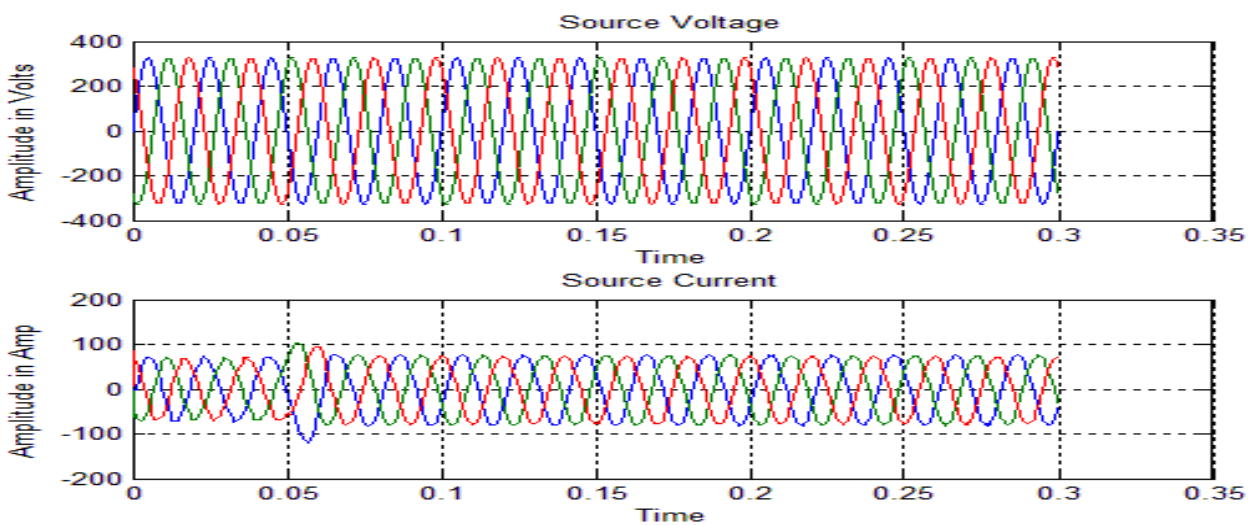 Source Voltage
Amplitude in Volts
400
200
0
-200
-400
0 0.05 0.1 0.15 0.2 0.25 0.3 0.35
Time
Source Current
Amplitude in Amp
200
100
0
-100
-200
0 0.05 0.1 0.15 0.2 0.25 0.3 0.35
Time